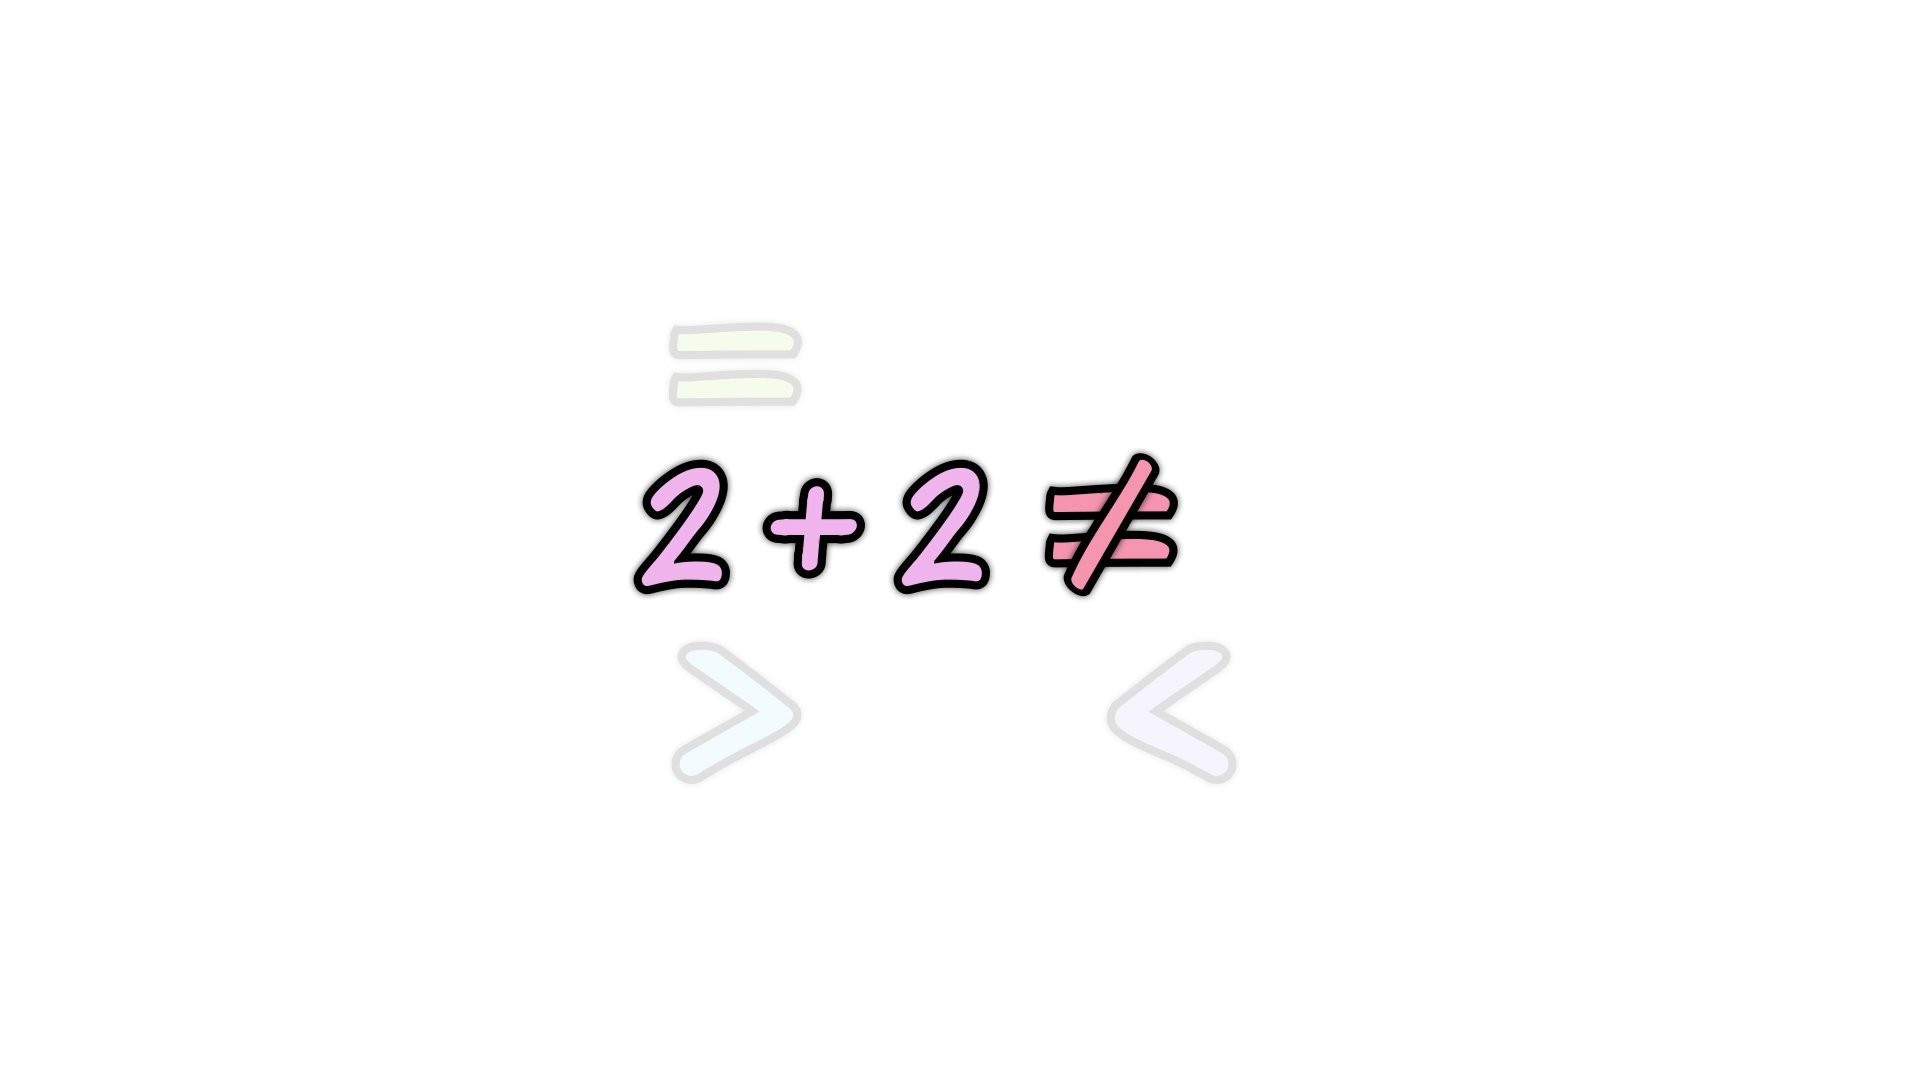 =
2 + 2 ≠
> <